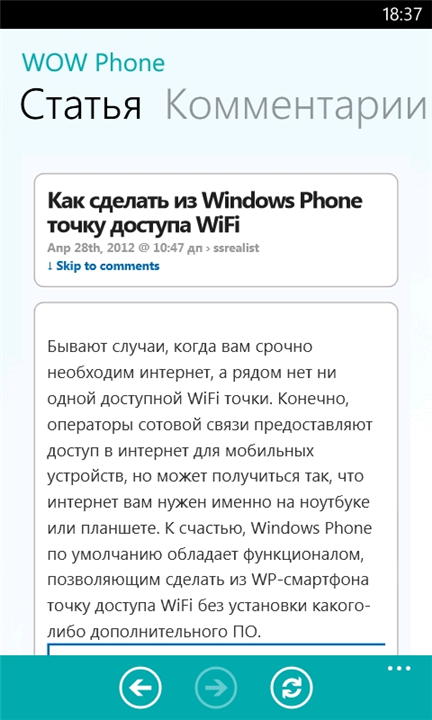 18:37
WOW Phone
Статья Комментарии
Как сделать из Windows Phone
точку доступа WiFi
Апр 28th, 2012 @ 10:47 дп › ssrealist
↓ Skip to comments
Бывают случаи, когда вам срочно
необходим интернет, а рядом нет ни
одной доступной WiFi точки. Конечно,
операторы сотовой связи предоставляют
доступ в интернет для мобильных
устройств, но может получиться так, что
интернет вам нужен именно на ноутбуке
или планшете. К счастью, Windows Phone
по умолчанию обладает функционалом,
позволяющим сделать из WP-смартфона
точку доступа WiFi без установки какого-
либо дополнительного ПО.